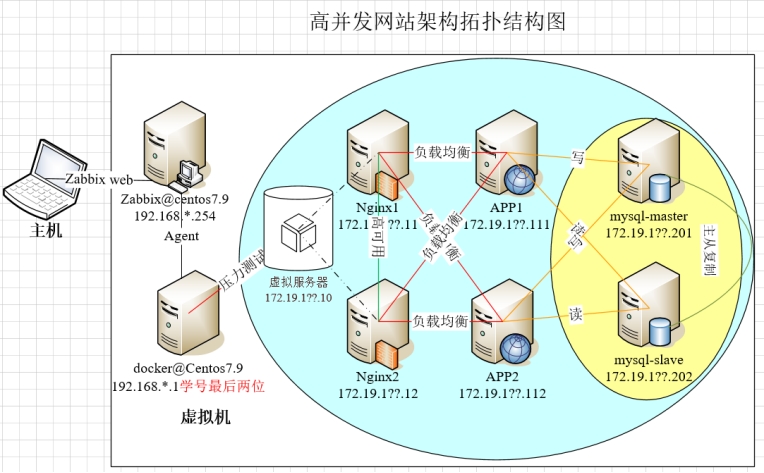 高并发网站架构拓扑结构图
Zabbix web
主机
Zabbix@centos7.9
192.168.*.254
Agent
压力测试
docker@Centos7.9
192.168.*.1学号最后两位
虚拟机
虚拟服务器
172.19.1??.10
Nginx1
172.19.1??.11
高可用
Nginx2
172.19.1??.12
负载均衡
负载均衡
负载均衡
负载均衡
APP1
172.19.1??.111
APP2
172.19.1??.112
写
读
写
读
mysql-master
172.19.1??.201
主从复制
mysql-slave
172.19.1??.202